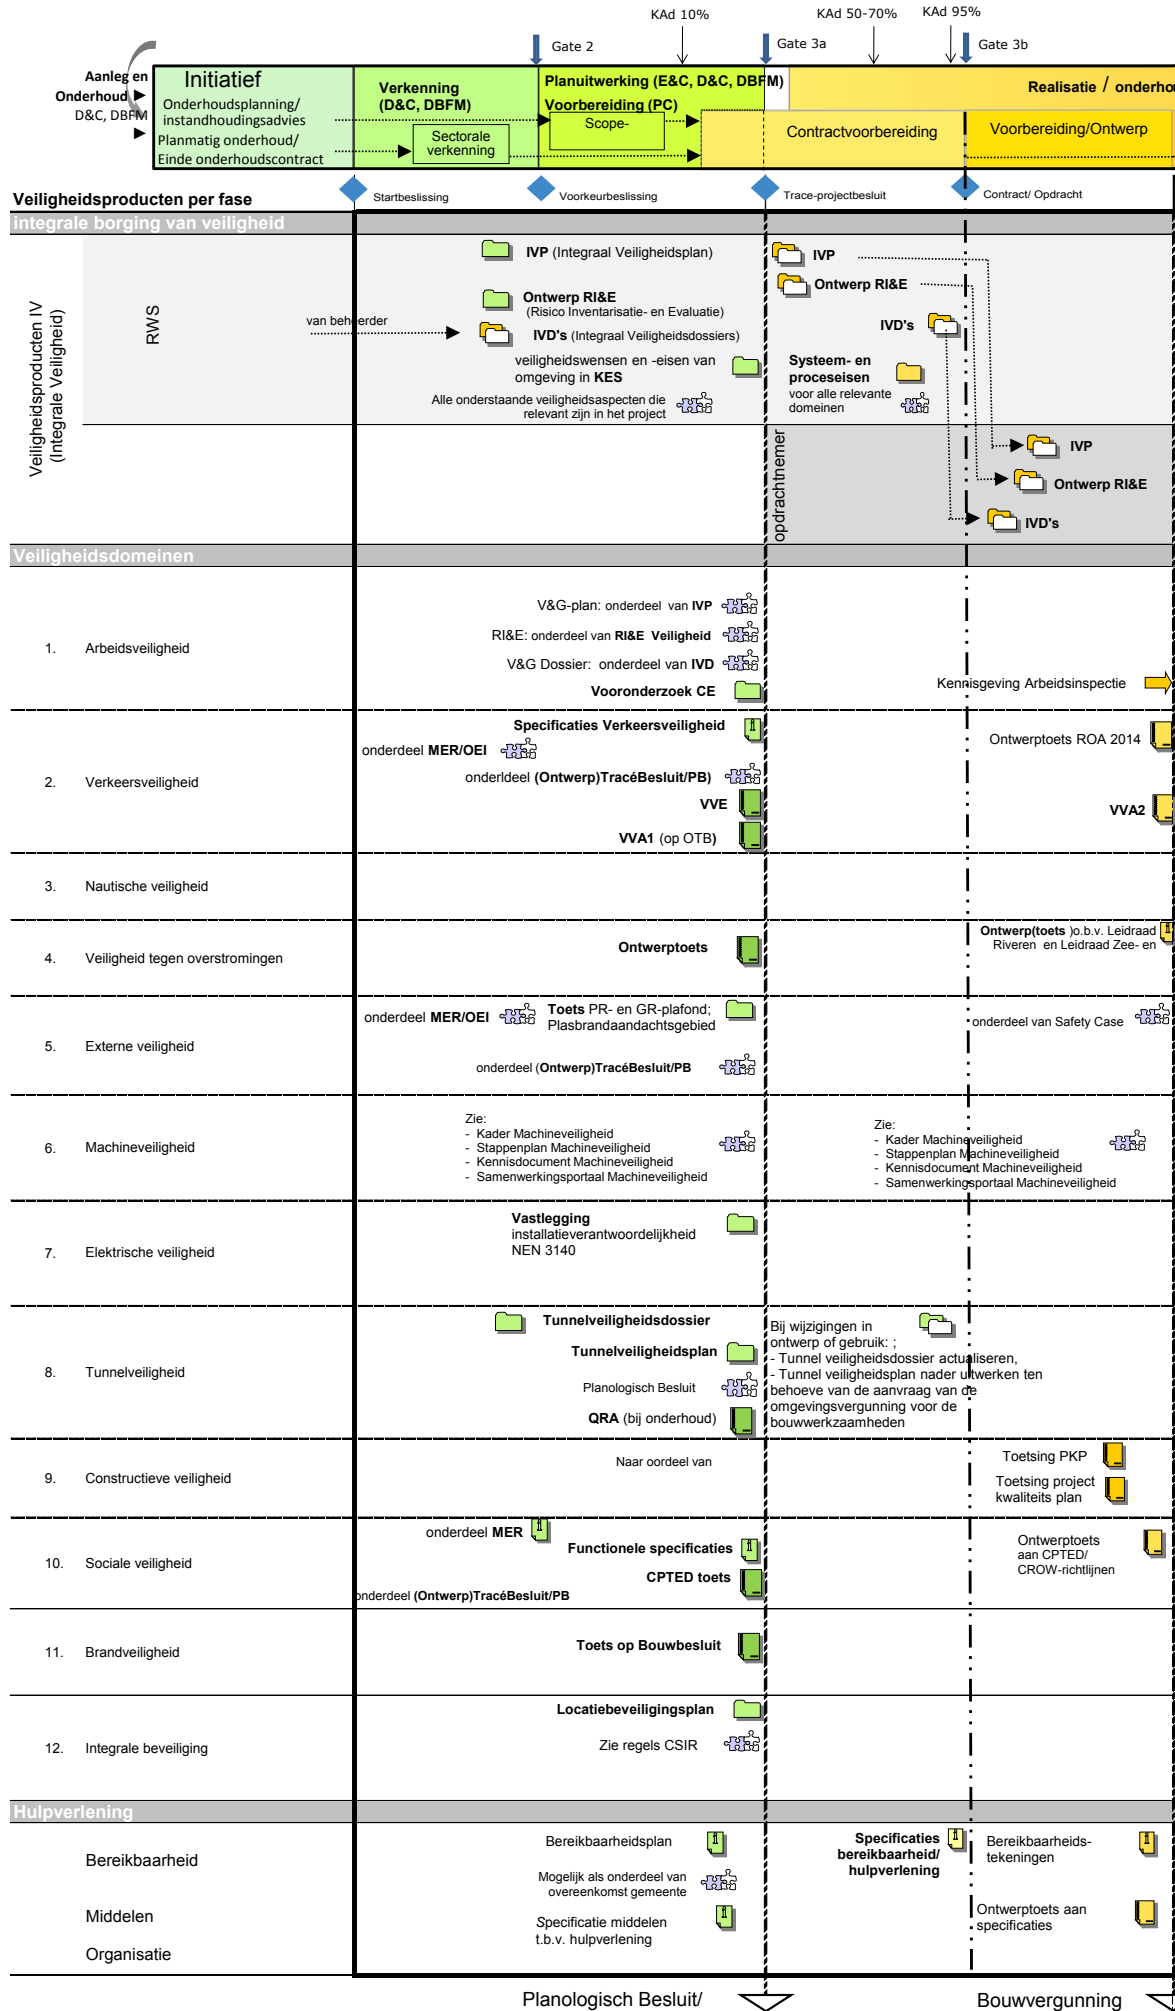 KAd 10%
KAd 50-70%
KAd 95%
Gate 2
Gate 3a
Gate 3b
Aanleg en
Onderhoud
D&C, DBFM
Initiatief
Onderhoudsplanning/
instandhoudingsadvies
Planmatig onderhoud/
Einde onderhoudscontract
Verkenning
(D&C, DBFM)
Sectorale
verkenning
Planuitwerking (E&C, D&C, DBFM)
Voorbereiding (PC)
Scope-
Contractvoorbereiding
Realisatie / onderho
Voorbereiding/Ontwerp
Veiligheidsproducten per fase
Startbeslissing
Voorkeurbeslissing
Trace-projectbesluit
Contract/ Opdracht
integrale borging van veiligheid
Veiligheidsproducten IV
(Integrale Veiligheid)
RWS
van beheerder
IVP (Integraal Veiligheidsplan)
Ontwerp RI&E
(Risico Inventarisatie- en Evaluatie)
IVD's (Integraal Veiligheidsdossiers)
veiligheidswensen en -eisen van
omgeving in KES
Alle onderstaande veiligheidsaspecten die
relevant zijn in het project
IVP
Ontwerp RI&E
IVD's
Systeem- en
proceseisen
voor alle relevante
domeinen
opdrachtnemer
IVP
Ontwerp RI&E
IVD's
Veiligheidsdomeinen
1. Arbeidsveiligheid
V&G-plan: onderdeel van IVP
RI&E: onderdeel van RI&E Veiligheid
V&G Dossier: onderdeel van IVD
Vooronderzoek CE
Kennisgeving Arbeidsinspectie
2. Verkeersveiligheid
Specificaties Verkeersveiligheid
onderdeel MER/OEI
onderldeel (Ontwerp)TracéBesluit/PB)
VVE
VVA1 (op OTB)
Ontwerptoets ROA 2014
VVA2
3. Nautische veiligheid
4. Veiligheid tegen overstromingen
Ontwerptoets
Ontwerp(toets )o.b.v. Leidraad
Riveren en Leidraad Zee- en
5. Externe veiligheid
onderdeel MER/OEI
Toets PR- en GR-plafond;
Plasbrandaandachtsgebied
onderdeel (Ontwerp)TracéBesluit/PB
onderdeel van Safety Case
6. Machineveiligheid
Zie:
- Kader Machineveiligheid
- Stappenplan Machineveiligheid
- Kennisdocument Machineveiligheid
- Samenwerkingsportaal Machineveiligheid
Zie:
- Kader Machineveiligheid
- Stappenplan Machineveiligheid
- Kennisdocument Machineveiligheid
- Samenwerkingsportaal Machineveiligheid
7. Elektrische veiligheid
Vastlegging
installatieverantwoordelijkheid
NEN 3140
8. Tunnelveiligheid
Tunnelveiligheidsdossier
Tunnelveiligheidsplan
Planologisch Besluit
QRA (bij onderhoud)
Bij wijzigingen in
ontwerp of gebruik: ;
- Tunnel veiligheidsdossier actualiseren,
- Tunnel veiligheidsplan nader uitwerken ten
behoeve van de aanvraag van de
omgevingsvergunning voor de
bouwwerkzaamheden
9. Constructieve veiligheid
Naar oordeel van
Toetsing PKP
Toetsing project
kwaliteits plan
10. Sociale veiligheid
onderdeel MER
Functionele specificaties
CPTED toets
onderdeel (Ontwerp)TracéBesluit/PB
Ontwerptoets
aan CPTED/
CROW-richtlijnen
11. Brandveiligheid
Toets op Bouwbesluit
12. Integrale beveiliging
Locatiebeveiligingsplan
Zie regels CSIR
Hulpverlening
Bereikbaarheid
Bereikbaarheidsplan
Mogelijk als onderdeel van
overeenkomst gemeente
Specificaties
bereikbaarheid/
hulpverlening
Bereikbaarheids-
tekeningen
Middelen
Specificatie middelen
t.b.v. hulpverlening
Ontwerptoets aan
specificaties
Organisatie
Planologisch Besluit/
Bouwvergunning